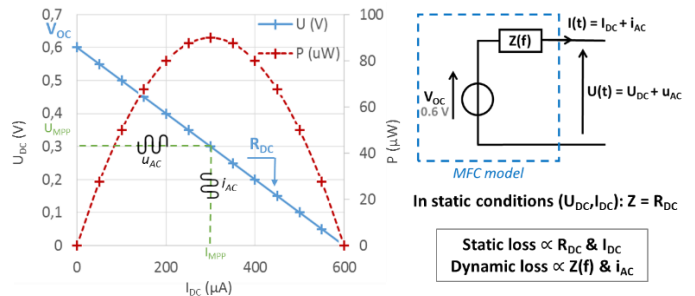 V_OC
U (V)
P (uW)
0,6
0,5
0,4
0,3
0,2
0,1
0
U_DC (V)
U_MPP
u_AC
R_DC
i_AC
I_MPP
0
200
400
600
I_DC (µA)
100
80
60
40
20
0
P (µW)
Z(f)
I(t) = I_DC + i_AC
V_OC
0.6 V
U(t) = U_DC + u_AC
MFC model
In static conditions (U_DC,I_DC): Z = R_DC
Static loss ∝ R_DC & I_DC
Dynamic loss ∝ Z(f) & i_AC